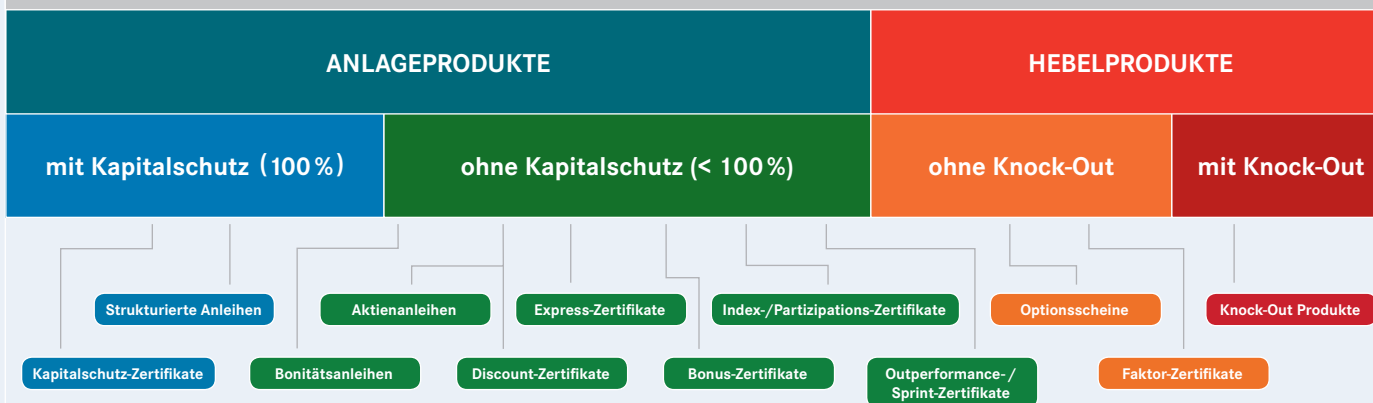 ANLAGEPRODUKTE
HEBELPRODUKTE
mit Kapitalschutz (100 %)
ohne Kapitalschutz (< 100 %)
ohne Knock-Out
mit Knock-Out
Strukturierte Anleihen
Aktienanleihen
Express-Zertifikate
Index-/Partizipations-Zertifikate
Optionsscheine
Knock-Out Produkte
Kapitalschutz-Zertifikate
Bonitätsanleihen
Discount-Zertifikate
Bonus-Zertifikate
Outperformance- /
Sprint-Zertifikate
Faktor-Zertifikate